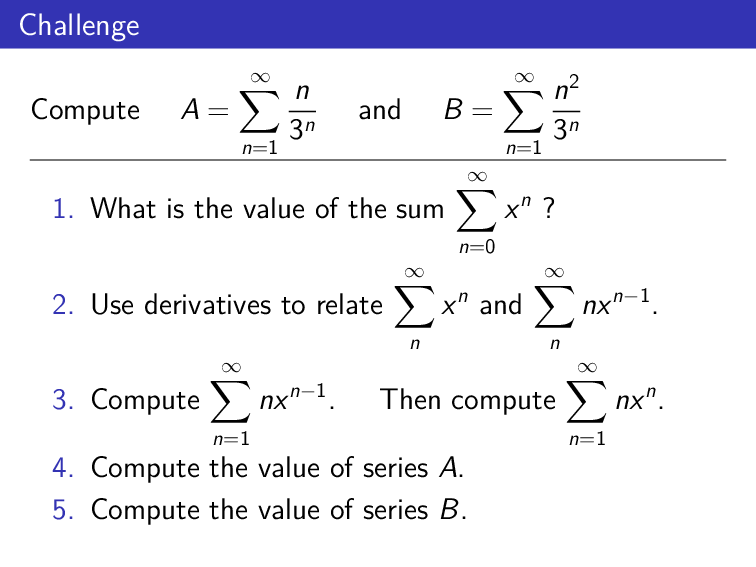 Challenge
Compute $A = \sum_{n=1}^{\infty} \frac{n}{3^n}$ and $B = \sum_{n=1}^{\infty} \frac{n^2}{3^n}$
1. What is the value of the sum $\sum_{n=0}^{\infty} x^n$ ?
2. Use derivatives to relate $\sum_{n}^{\infty} x^n$ and $\sum_{n}^{\infty} nx^{n-1}$.
3. Compute $\sum_{n=1}^{\infty} nx^{n-1}$. Then compute $\sum_{n=1}^{\infty} nx^n$.
4. Compute the value of series $A$.
5. Compute the value of series $B$.